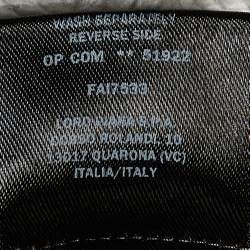 WASH SEPARATELY
REVERSE SIDE
OP COM ** 51922
FAI7533
LORO PIANA S.P.A.
CORSO ROLANDI, 10
13017 QUARONA (VC)
ITALIA/ITALY